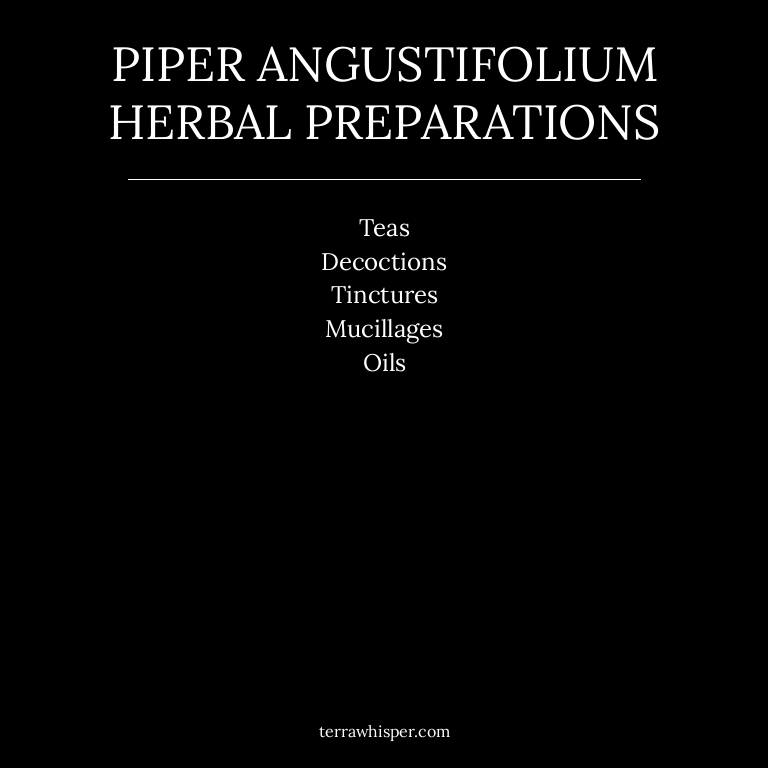 PIPER ANGUSTIFOLIUM
HERBAL PREPARATIONS
Teas
Decoctions
Tinctures
Mucillages
Oils
terrawhisper.com